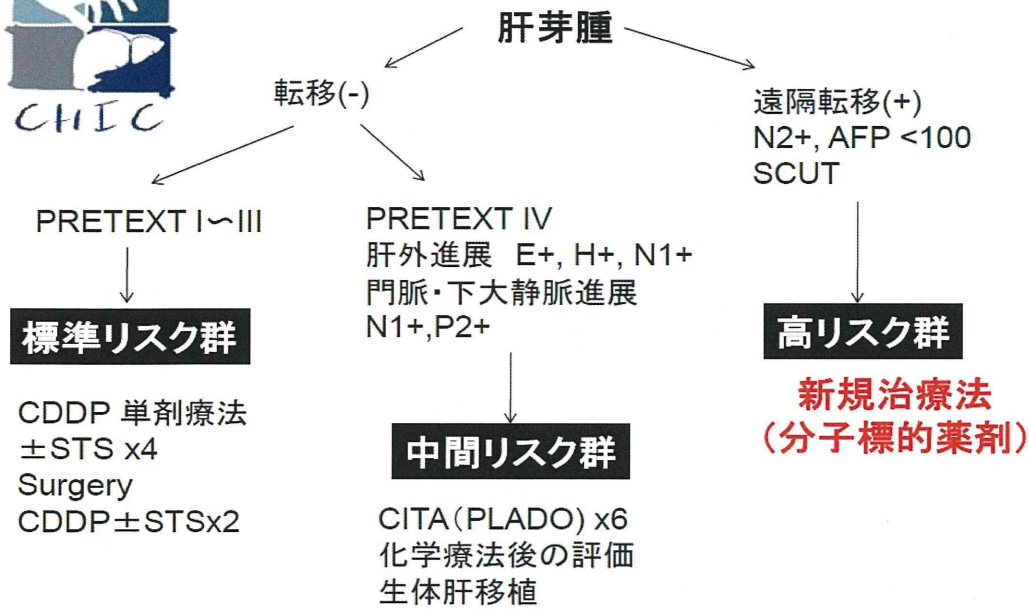 CHIC
肝芽腫
転移(-)
遠隔転移(+)
N2+, AFP <100
SCUT
PRETEXT I～III
PRETEXT IV
肝外進展 E+, H+, N1+
門脈・下大静脈進展
N1+,P2+
標準リスク群
高リスク群
CDDP 単剤療法
±STS x4
Surgery
CDDP±STSx2
中間リスク群
CITA(PLADO) x6
化学療法後の評価
生体肝移植
新規治療法
(分子標的薬剤)